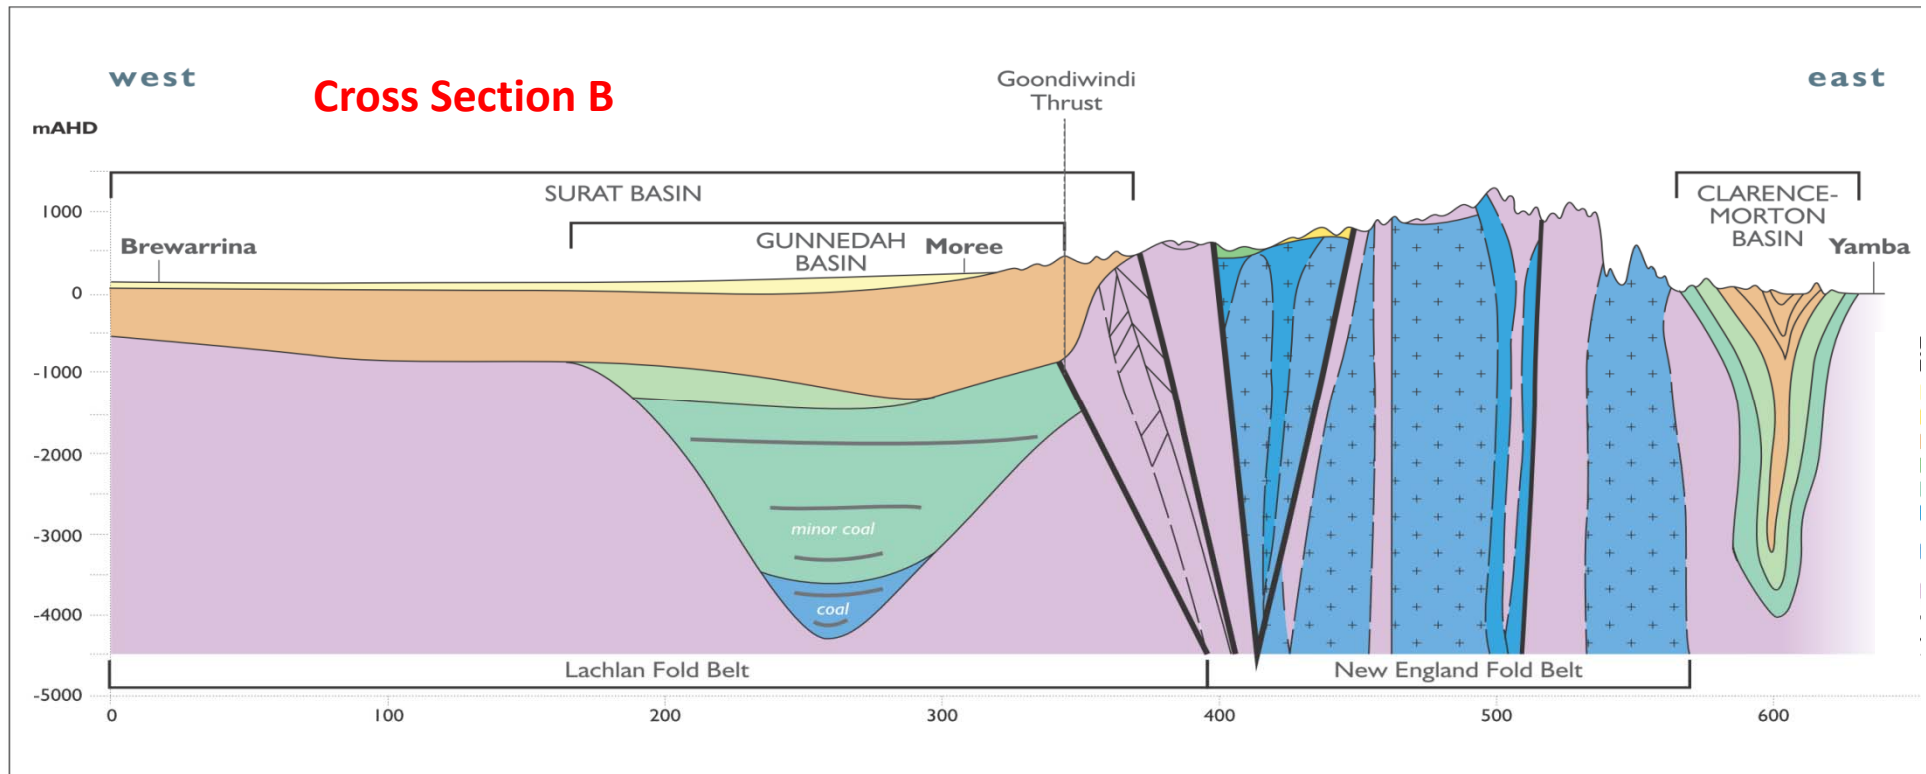 west
Cross Section B
Goondiwindi
Thrust
east
mAHD
SURAT BASIN
CLARENCE-
MORTON
BASIN
1000
Brewarrina
GUNNEDAH
BASIN
Moree
Yamba
0
-1000
-2000
-3000
minor coal
-4000
coal
Lachlan Fold Belt
New England Fold Belt
-5000
0
100
200
300
400
500
600